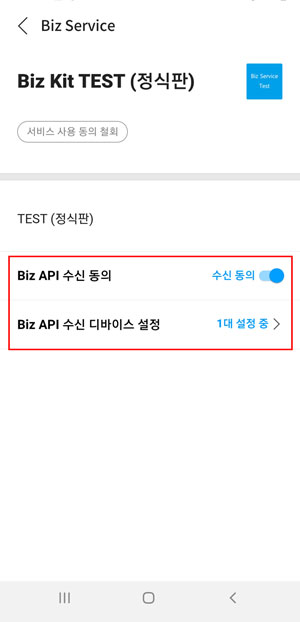 Biz Service
Biz Kit TEST (정식판)
Biz Service
Test
서비스 사용 동의 철회
TEST (정식판)
Biz API 수신 동의
수신 동의
Biz API 수신 디바이스 설정
1대 설정 중